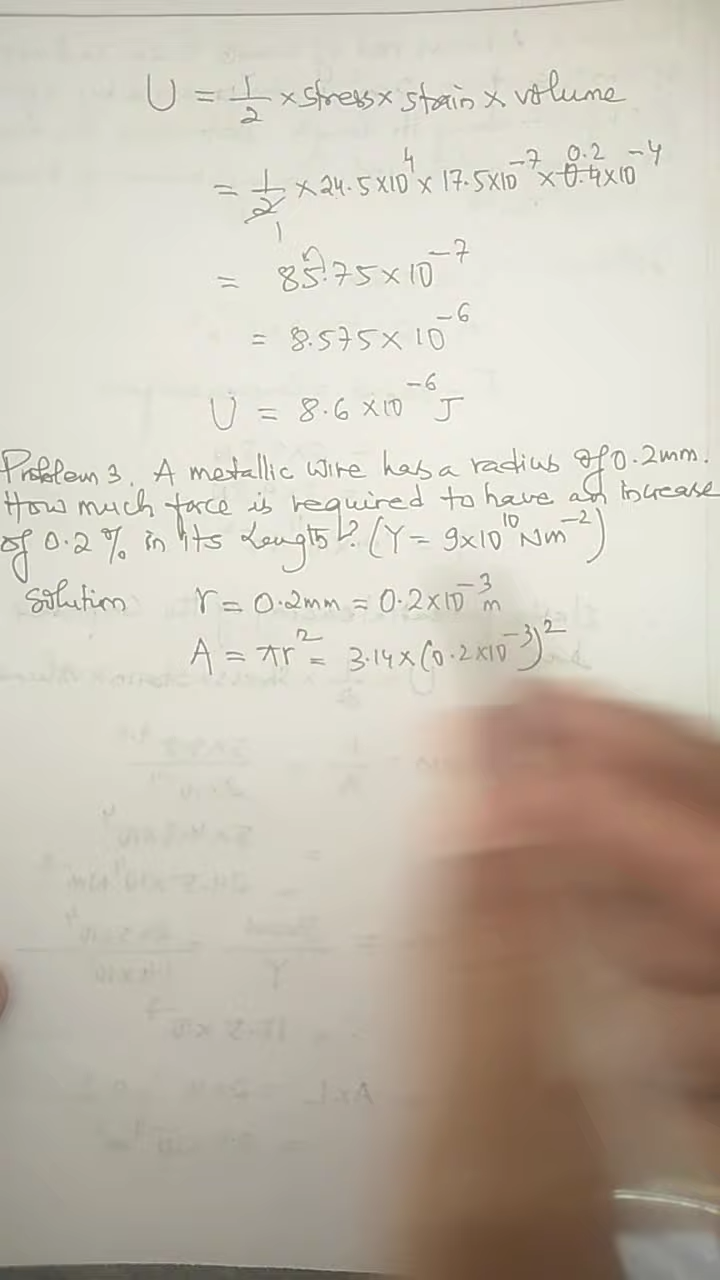 U = 1/2 × stress × strain × volume
= 1/2 × 24.5×10^4 × 17.5×10^-7 × 0.4×10^-4
1 0.2
= 85.75 × 10^-7
= 8.575 × 10^-6
U = 8.6 × 10^-6 J
Problem 3. A metallic wire has a radius of 0.2mm.
How much force is required to have an increase
of 0.2% in its length? (Y = 9×10^10 Nm^-2)
Solution r = 0.2mm = 0.2×10^-3 m
A = πr^2 = 3.14×(0.2×10^-3)^2